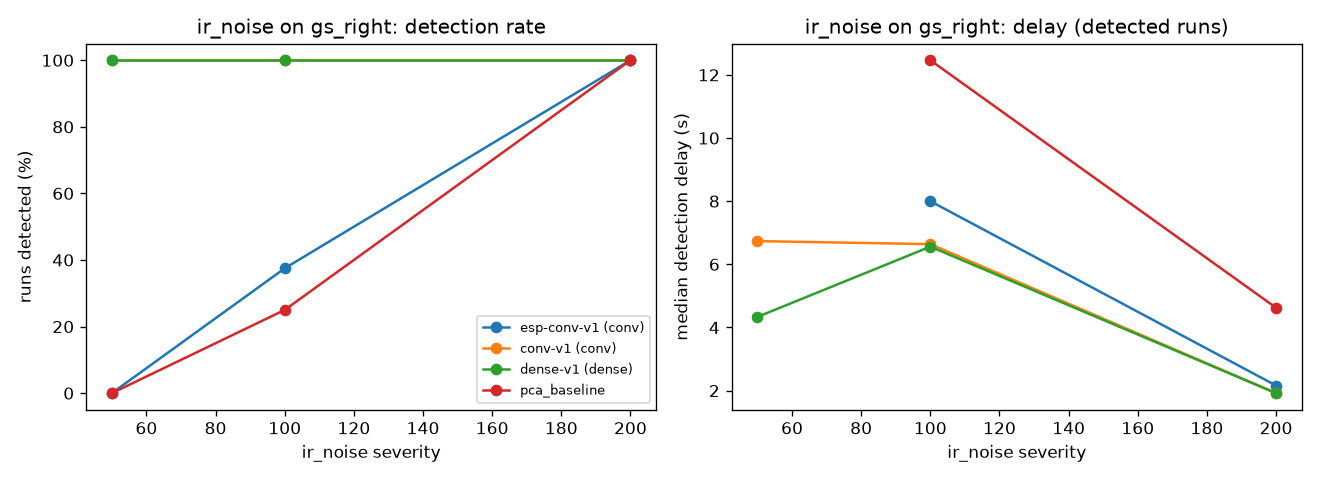 ir_noise on gs_right: detection rate
runs detected (%)
100
80
60
40
20
0
60 80 100 120 140 160 180 200
ir_noise severity
esp-conv-v1 (conv)
conv-v1 (conv)
dense-v1 (dense)
pca_baseline
ir_noise on gs_right: delay (detected runs)
median detection delay (s)
12
10
8
6
4
2
60 80 100 120 140 160 180 200
ir_noise severity